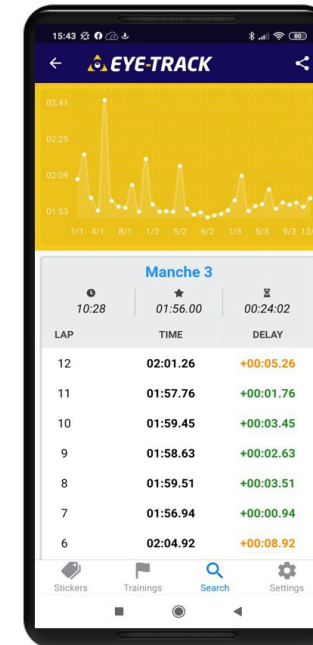 15:43
80
EYE-TRACK
02:41
02:25
02:09
01:53
1/1 4/1 8/1 1/2 5/2 9/2 1/3 5/3 9/3 12/
Manche 3
10:28 01:56.00 00:24:02
LAP TIME DELAY
12 02:01.26 +00:05.26
11 01:57.76 +00:01.76
10 01:59.45 +00:03.45
9 01:58.63 +00:02.63
8 01:59.51 +00:03.51
7 01:56.94 +00:00.94
6 02:04.92 +00:08.92
Stickers Trainings Search Settings